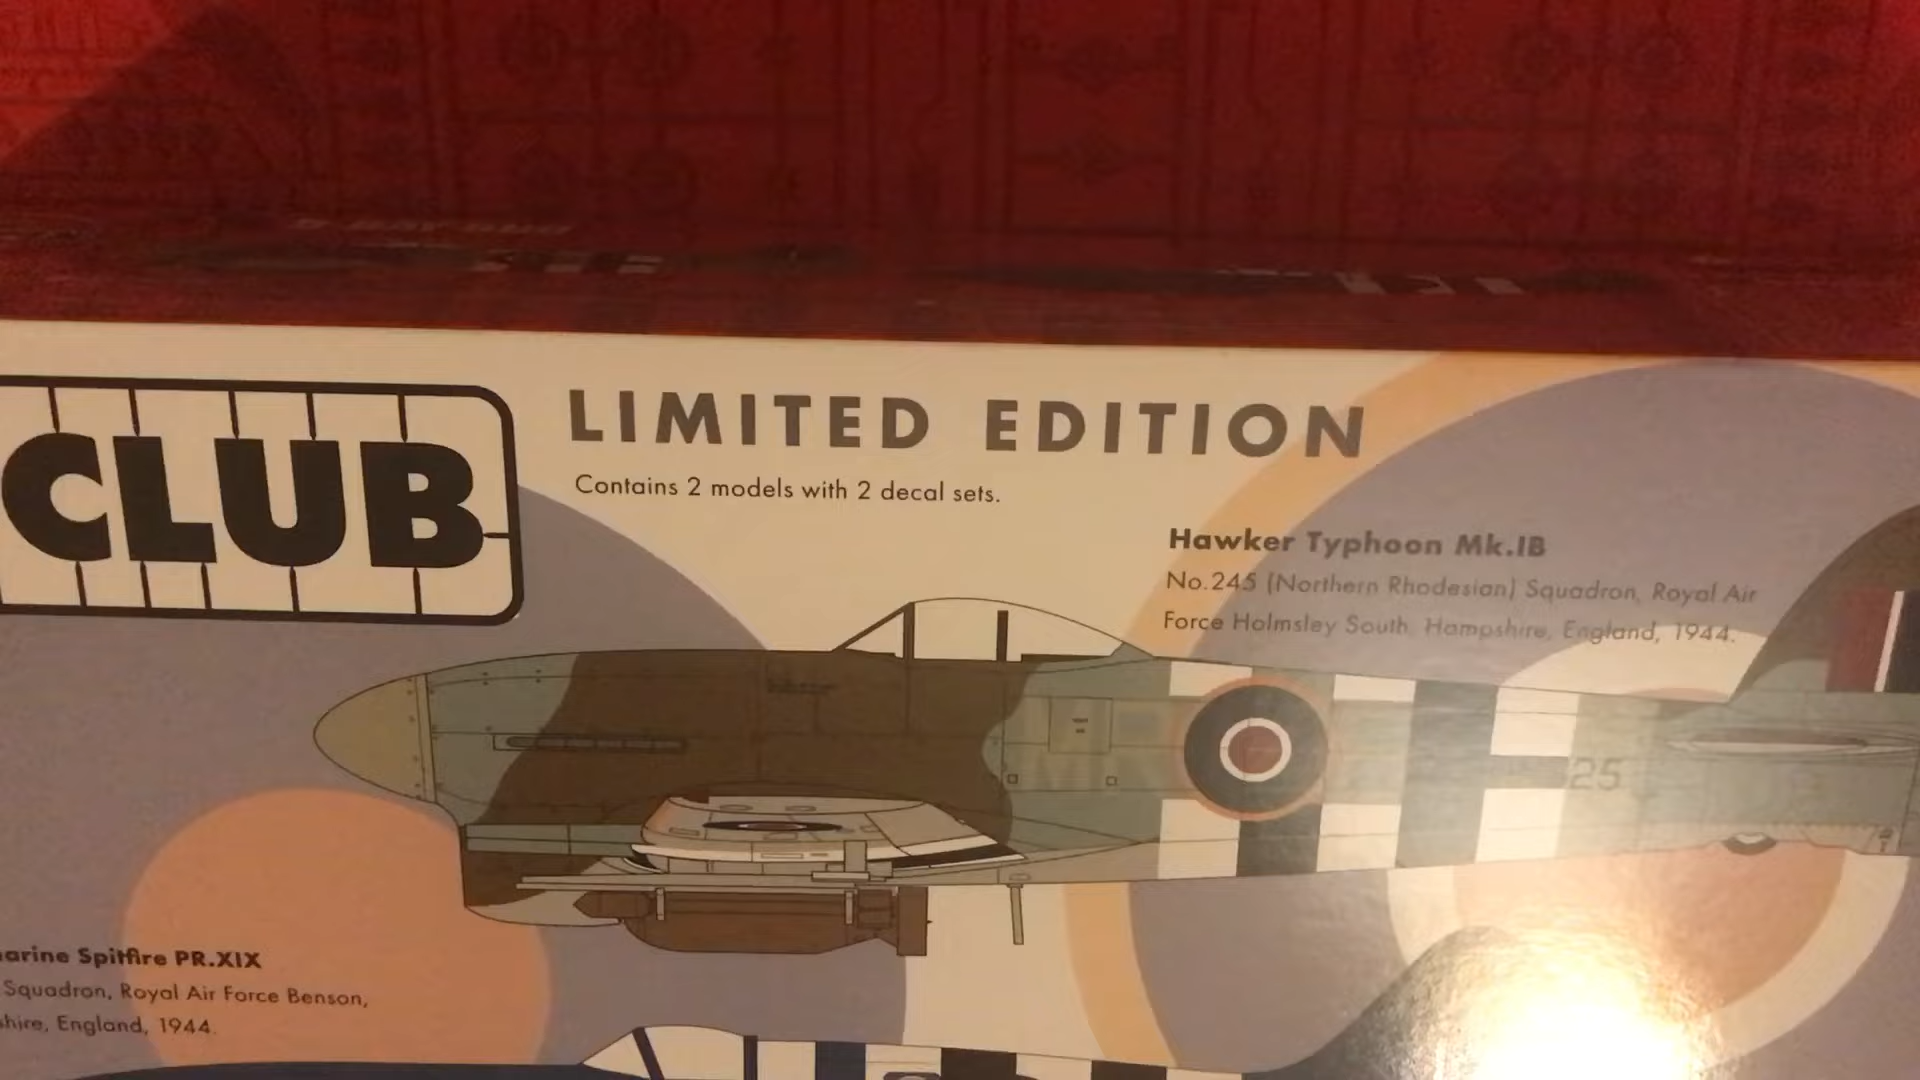 CLUB
LIMITED EDITION
Contains 2 models with 2 decal sets.
Hawker Typhoon Mk.IB
No.245 (Northern Rhodesian) Squadron, Royal Air
Force Holmsley South, Hampshire, England, 1944.
25
Spitfire PR.XIX
Squadron, Royal Air Force Benson,
England, 1944.